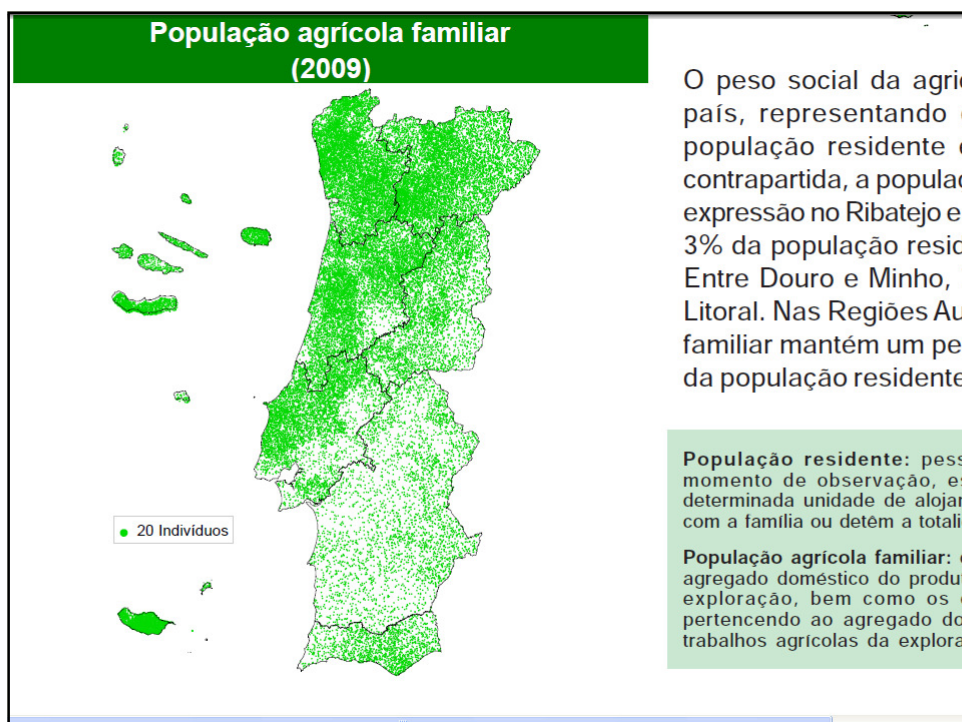 População agrícola familiar
(2009)
O peso social da agri
país, representando
população residente
contrapartida, a populaç
expressão no Ribatejo e
3% da população resid
Entre Douro e Minho,
Litoral. Nas Regiões Au
familiar mantém um pe
da população residente
20 Indivíduos
População residente: pess
momento de observação, es
determinada unidade de alojar
com a família ou detêm a totali
População agrícola familiar:
agregado doméstico do produ
exploração, bem como os
pertencendo ao agregado do
trabalhos agrícolas da explora